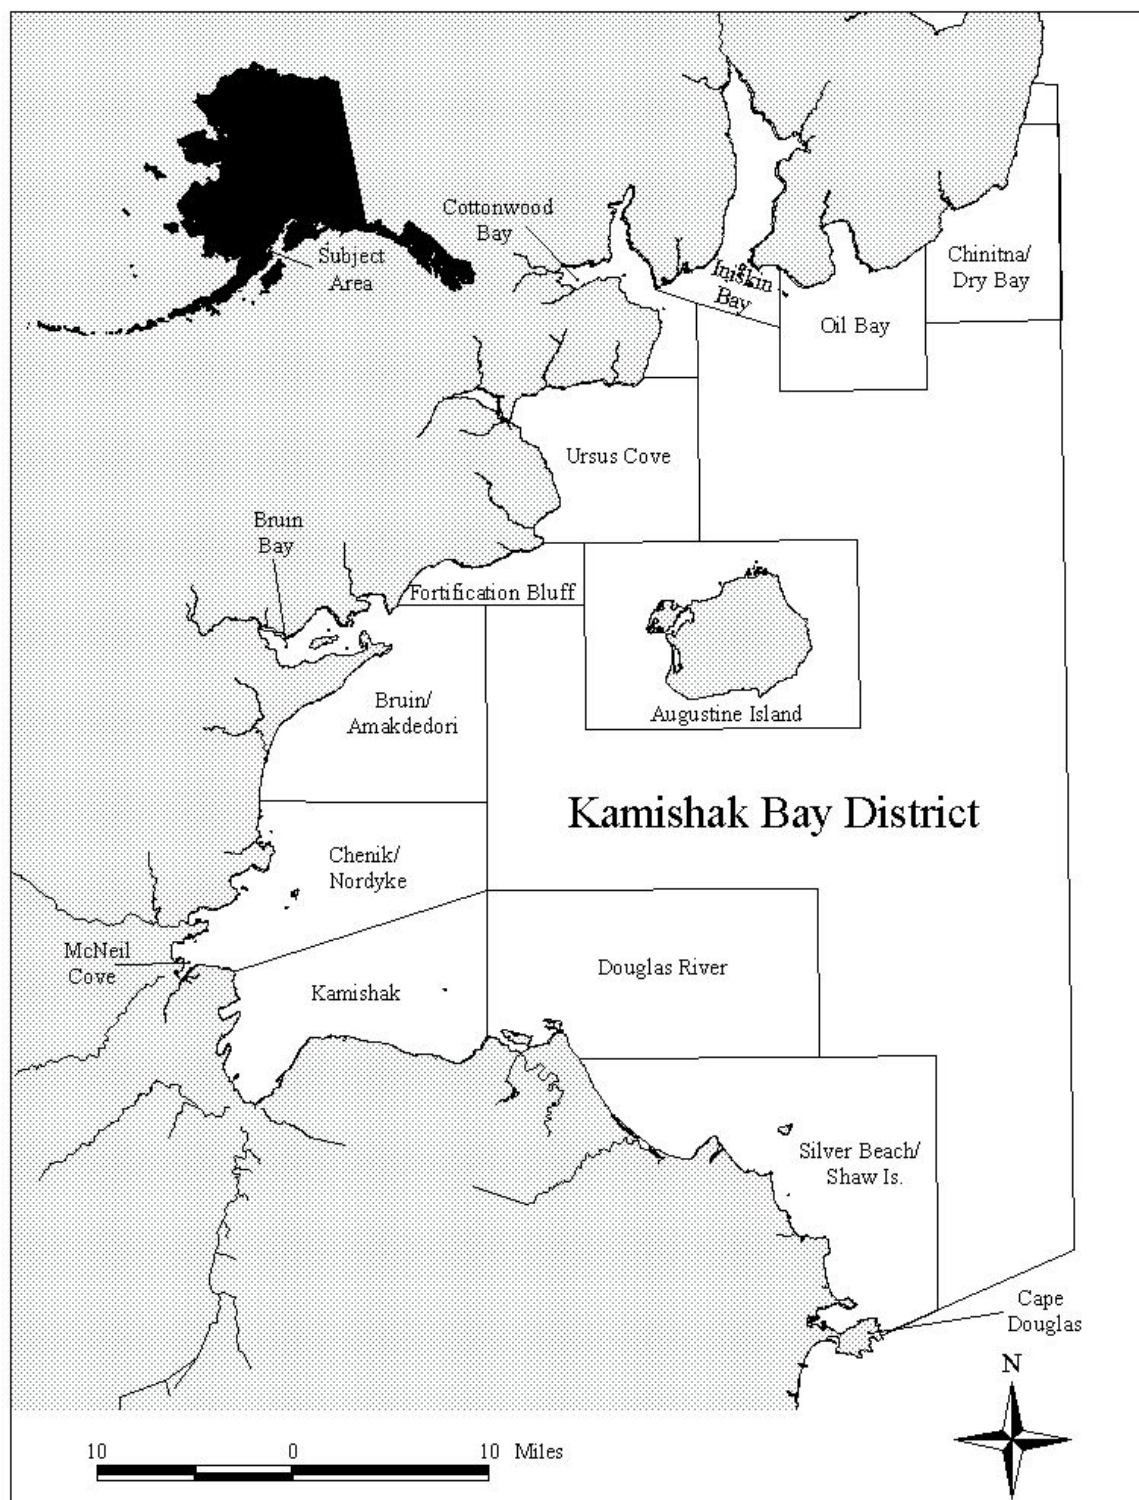 Cottonwood
Bay
Subject
Area
Iniskin
Bay
Chinitna/
Dry Bay
Oil Bay
Ursus Cove
Bruin
Bay
Fortification Bluff
Bruin/
Amakdedori
Augustine Island
Kamishak Bay District
Chenik/
Nordyke
McNeil
Cove
Kamishak
Douglas River
Silver Beach/
Shaw Is.
Cape
Douglas
N
10 0 10 Miles